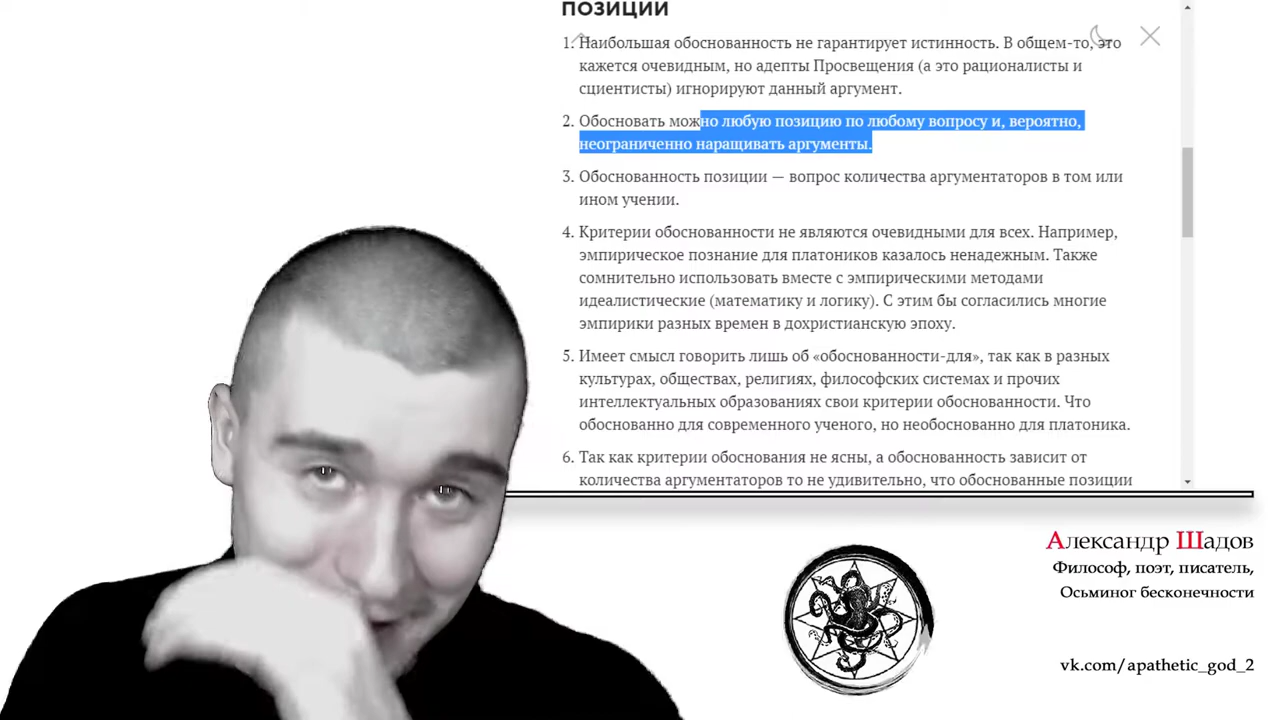 ПОЗИЦИИ
1. Наибольшая обоснованность не гарантирует истинность. В общем-то, это
кажется очевидным, но адепты Просвещения (а это рационалисты и
сциентисты) игнорируют данный аргумент.
2. Обосновать можно любую позицию по любому вопросу и, вероятно,
неограниченно наращивать аргументы.
3. Обоснованность позиции — вопрос количества аргументаторов в том или
ином учении.
4. Критерии обоснованности не являются очевидными для всех. Например,
эмпирическое познание для платоников казалось ненадежным. Также
сомнительно использовать вместе с эмпирическими методами
идеалистические (математику и логику). С этим бы согласились многие
эмпирики разных времен в дохристианскую эпоху.
5. Имеет смысл говорить лишь об «обоснованности-для», так как в разных
культурах, обществах, религиях, философских системах и прочих
интеллектуальных образованиях свои критерии обоснованности. Что
обоснованно для современного ученого, но необоснованно для платоника.
6. Так как критерии обоснования не ясны, а обоснованность зависит от
количества аргументаторов то не удивительно, что обоснованные позиции
Александр Шадов
Философ, поэт, писатель,
Осьминог бесконечности
vk.com/apathetic_god_2